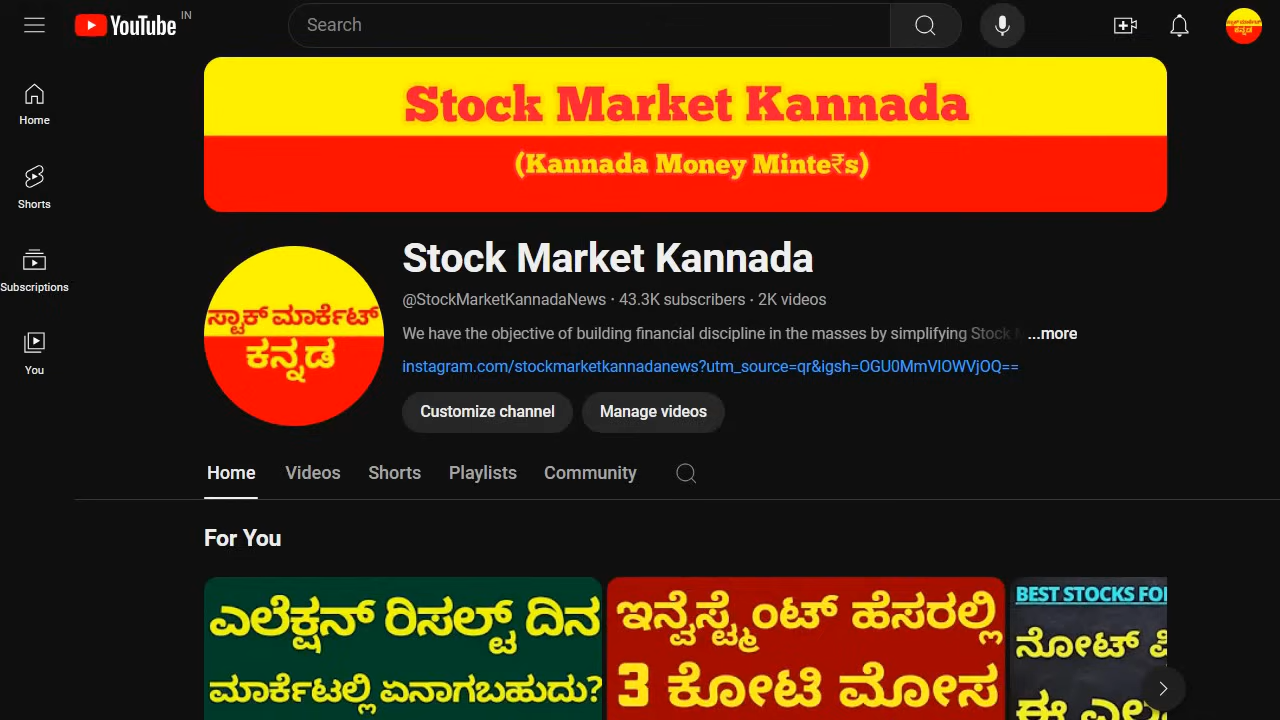 YouTube IN
Search
Home
Shorts
Subscriptions
You
Stock Market Kannada
(Kannada Money Minte₹s)
ಸ್ಟಾಕ್ ಮಾರ್ಕೆಟ್
ಕನ್ನಡ
Stock Market Kannada
@StockMarketKannadaNews · 43.3K subscribers · 2K videos
We have the objective of building financial discipline in the masses by simplifying Stock ...more
instagram.com/stockmarketkannadanews?utm_source=qr&igsh=OGU0MmVlOWVjOQ==
Customize channel Manage videos
Home Videos Shorts Playlists Community
For You
ಎಲೆಕ್ಷನ್ ರಿಸಲ್ಟ್ ದಿನ
ಮಾರ್ಕೆಟಲ್ಲಿ ಏನಾಗಬಹುದು?
ಇನ್ವೆಸ್ಟ್ಮೆಂಟ್ ಹೆಸರಲ್ಲಿ
3 ಕೋಟಿ ಮೋಸ
BEST STOCKS FOR
ನೋಟ್
ಈ